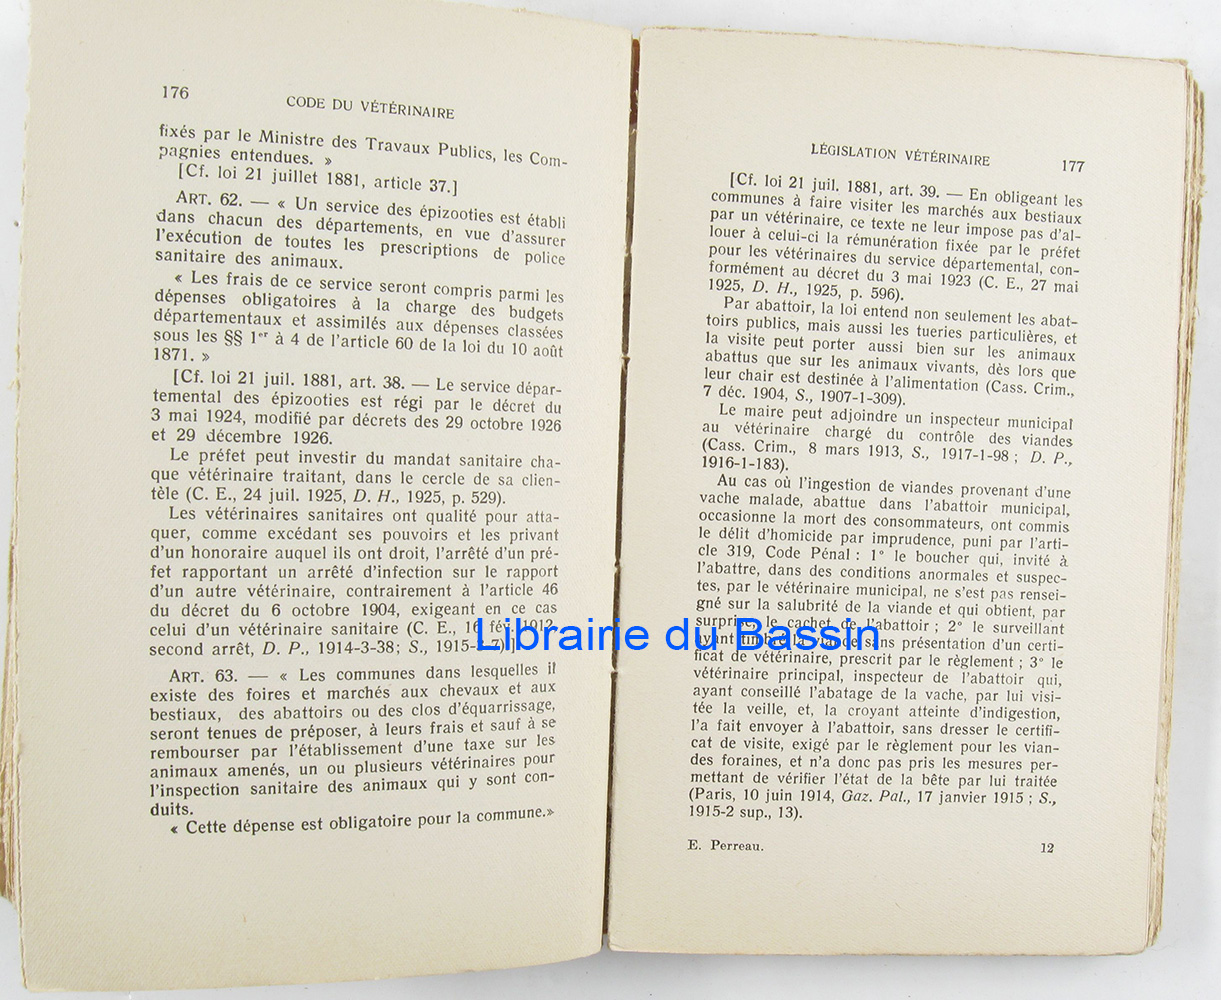 176
CODE DU VÉTÉRINAIRE
fixés par le Ministre des Travaux Publics, les Com-
pagnies entendues. »
[Cf. loi 21 juillet 1881, article 37.]
ART. 62. — « Un service des épizooties est établi
dans chacun des départements, en vue d'assurer
l'exécution de toutes les prescriptions de police
sanitaire des animaux.
« Les frais de ce service seront compris parmi les
dépenses obligatoires à la charge des budgets
départementaux et assimilés aux dépenses classées
sous les §§ 1er à 4 de l'article 60 de la loi du 10 août
1871. »
[Cf. loi 21 juil. 1881, art. 38. — Le service dépar-
temental des épizooties est régi par le décret du
3 mai 1924, modifié par décrets des 29 octobre 1926
et 29 décembre 1926.
Le préfet peut investir du mandat sanitaire cha-
que vétérinaire traitant, dans le cercle de sa clien-
tèle (C. E., 24 juil. 1925, D. H., 1925, p. 529).
Les vétérinaires sanitaires ont qualité pour atta-
quer, comme excédant ses pouvoirs et les privant
d'un honoraire auquel ils ont droit, l'arrêté d'un pré-
fet rapportant un arrêté d'infection sur le rapport
d'un autre vétérinaire, contrairement à l'article 46
du décret du 6 octobre 1904, exigeant en ce cas
celui d'un vétérinaire sanitaire (C. E., 16 fév. 1912,
second arrêt, D. P., 1914-3-38; S., 1915-
ART. 63. — « Les communes dans lesquelles il
existe des foires et marchés aux chevaux et aux
bestiaux, des abattoirs ou des clos d'équarrissage,
seront tenues de préposer, à leurs frais et sauf à se
rembourser par l'établissement d'une taxe sur les
animaux amenés, un ou plusieurs vétérinaires pour
l'inspection sanitaire des animaux qui y sont con-
duits.
« Cette dépense est obligatoire pour la commune.»
LÉGISLATION VÉTÉRINAIRE
177
[Cf. loi 21 juil. 1881, art. 39. — En obligeant les
communes à faire visiter les marchés aux bestiaux
par un vétérinaire, ce texte ne leur impose pas d'al-
louer à celui-ci la rémunération fixée par le préfet
pour les vétérinaires du service départemental, con-
formément au décret du 3 mai 1923 (C. E., 27 mai
1925, D. H., 1925, p. 596).
Par abattoir, la loi entend non seulement les abat-
toirs publics, mais aussi les tueries particulières, et
la visite peut porter aussi bien sur les animaux
abattus que sur les animaux vivants, dès lors que
leur chair est destinée à l'alimentation (Cass. Crim.,
7 déc. 1904, S., 1907-1-309).
Le maire peut adjoindre un inspecteur municipal
au vétérinaire chargé du contrôle des viandes
(Cass. Crim., 8 mars 1913, S., 1917-1-98 ; D. P.,
1916-1-183).
Au cas où l'ingestion de viandes provenant d'une
vache malade, abattue dans l'abattoir municipal,
occasionne la mort des consommateurs, ont commis
le délit d'homicide par imprudence, puni par l'arti-
cle 319, Code Pénal : 1° le boucher qui, invité à
l'abattre, dans des conditions anormales et suspec-
tes, par le vétérinaire municipal, ne s'est pas rensei-
gné sur la salubrité de la viande et qui obtient, par
surprise, le cachet de l'abattoir ; 2° le surveillant
ayant timbré la viande sans présentation d'un certi-
ficat de vétérinaire, prescrit par le règlement ; 3° le
vétérinaire principal, inspecteur de l'abattoir qui,
ayant conseillé l'abatage de la vache, par lui visi-
tée la veille, et, la croyant atteinte d'indigestion,
l'a fait envoyer à l'abattoir, sans dresser le certifi-
cat de visite, exigé par le règlement pour les vian-
des foraines, et n'a donc pas pris les mesures per-
mettant de vérifier l'état de la bête par lui traitée
(Paris, 10 juin 1914, Gaz. Pal., 17 janvier 1915 ; S.,
1915-2 sup., 13).
E. Perreau.
12
Librairie du Bassin